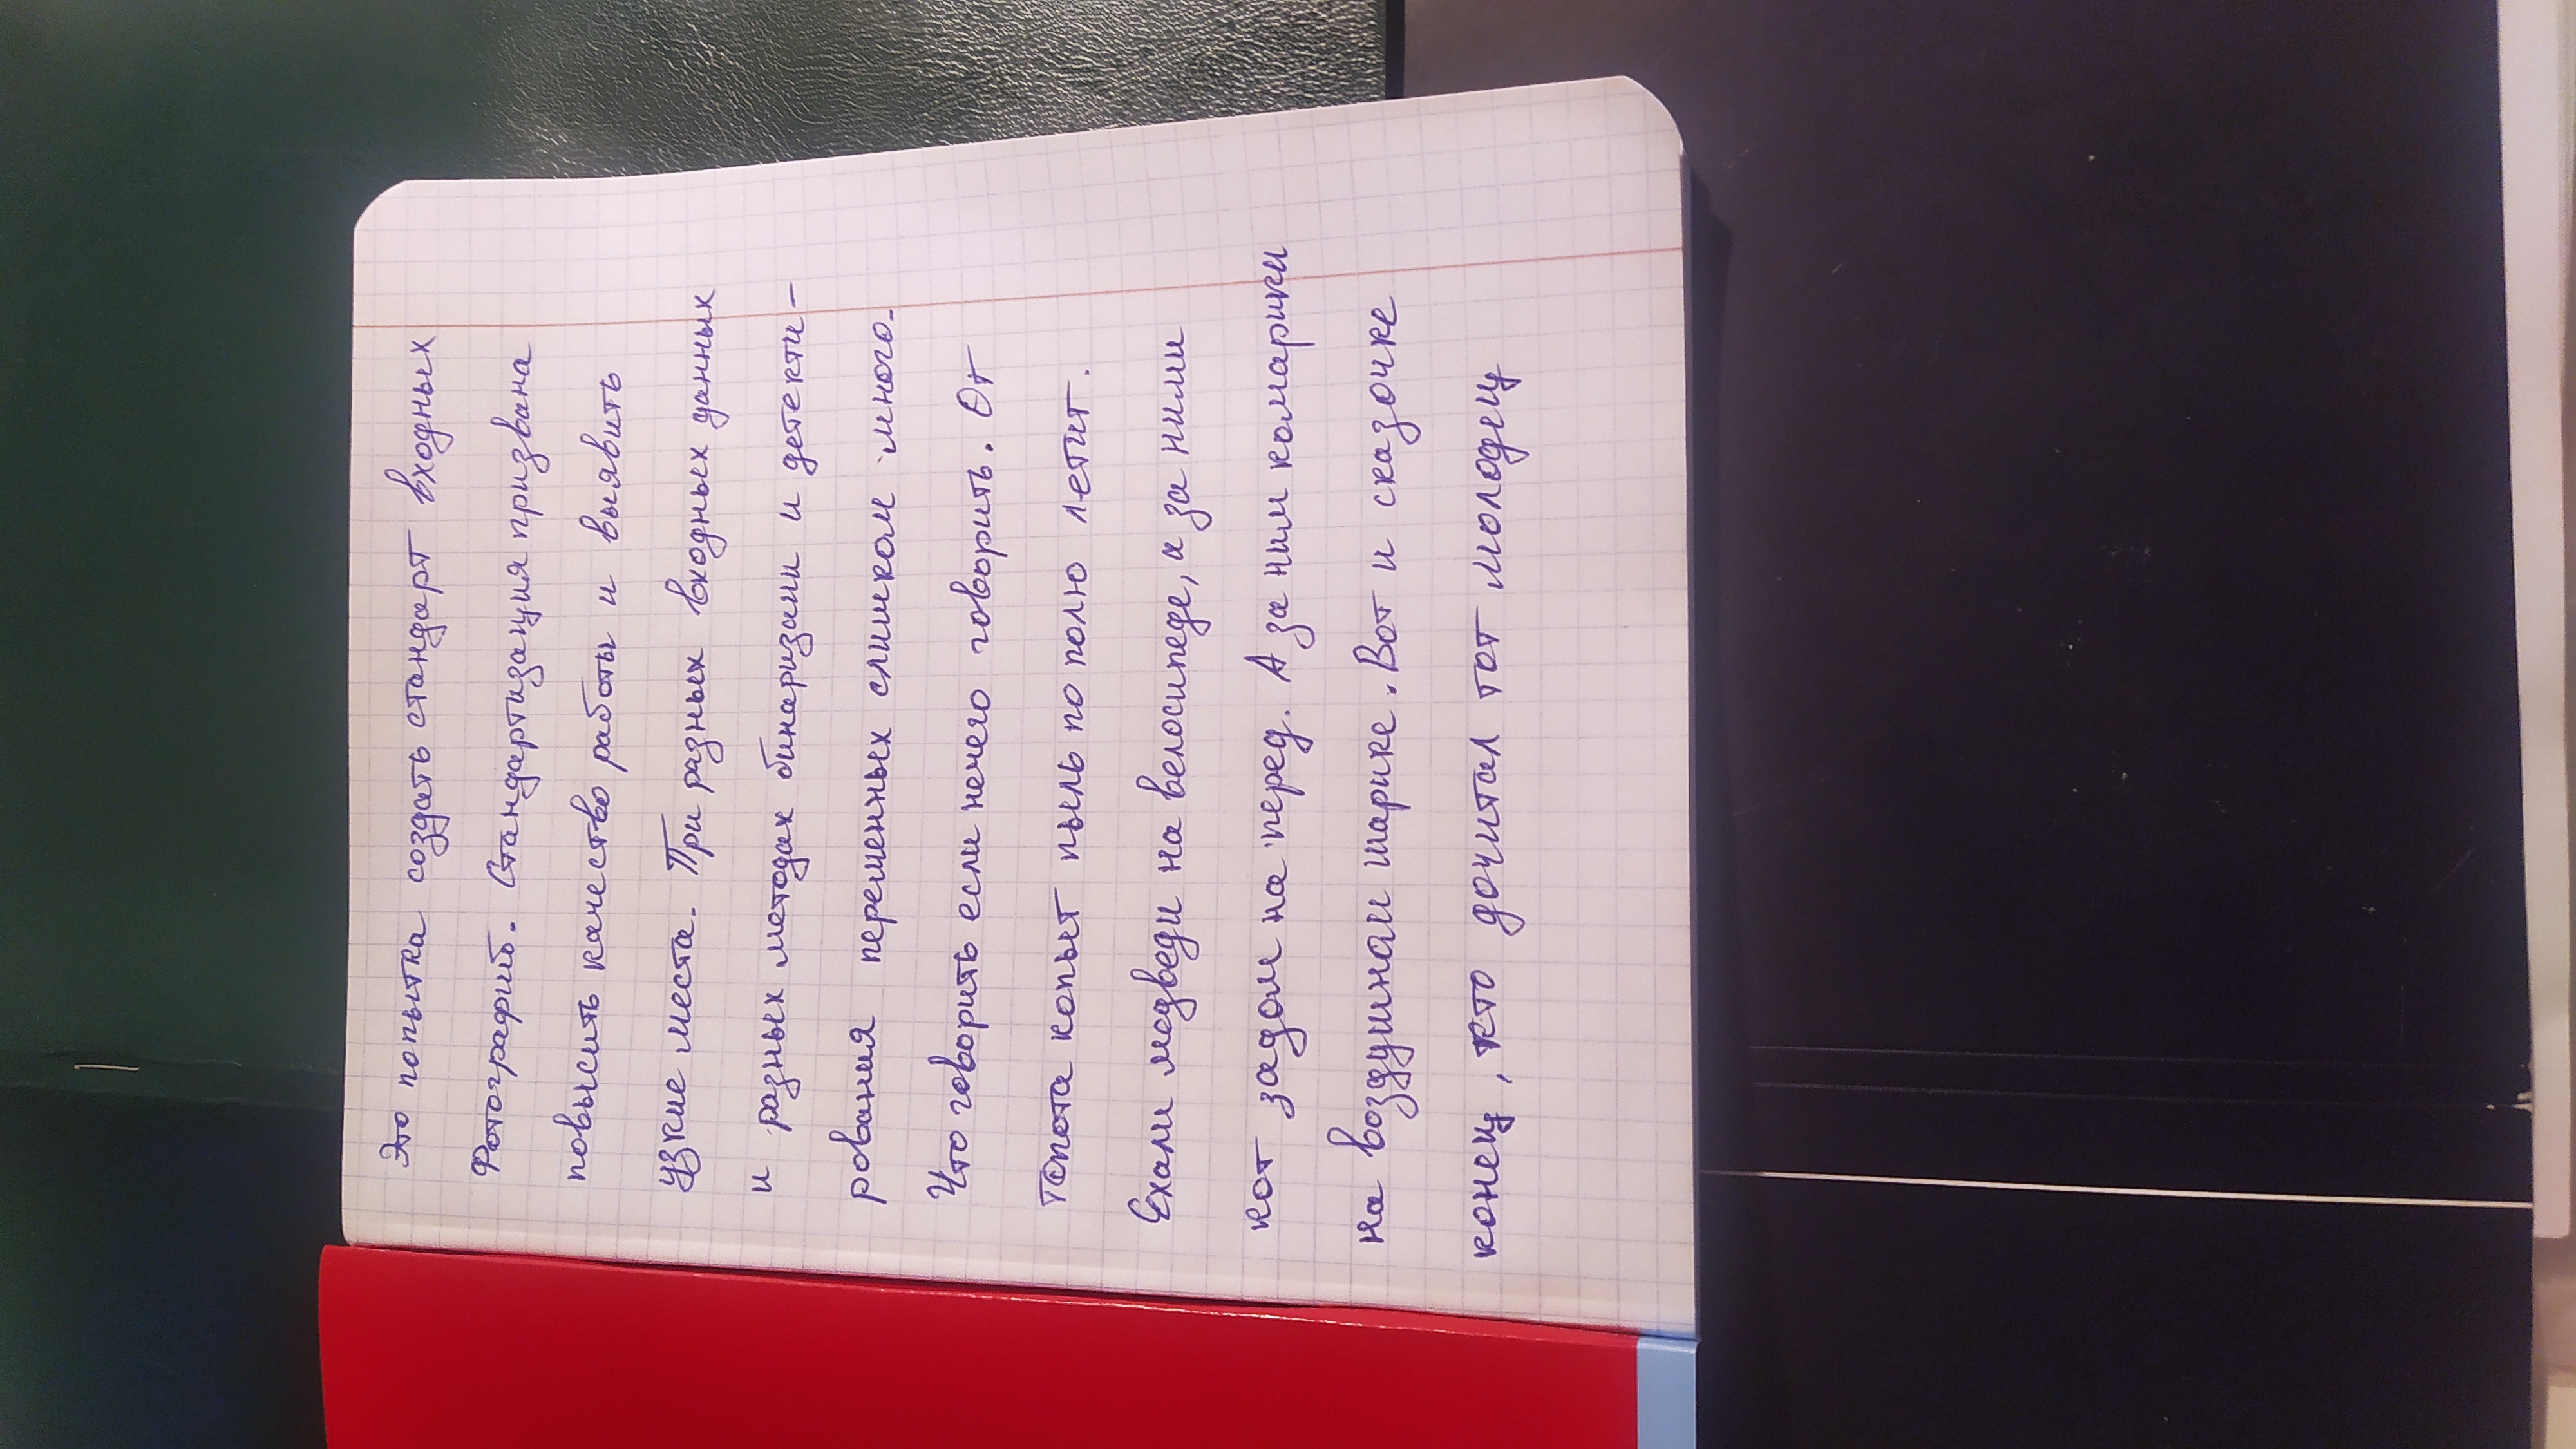 Это попытка создать стандарт входных
Фотографий. Стандартизация призвана
повысить качество работы и выявить
узкие места. При разных входных данных
и разных методах бинаризации и детекти-
рования переменных слишком много.
Что говорить если нечего говорить. От
топота копыт пыль по полю летит.
Ехали медведи на велосипеде, а за ними
кот задом на перед. А за ним комарики
на воздушном шарике. Вот и сказочке
конец, кто дочитал тот молодец